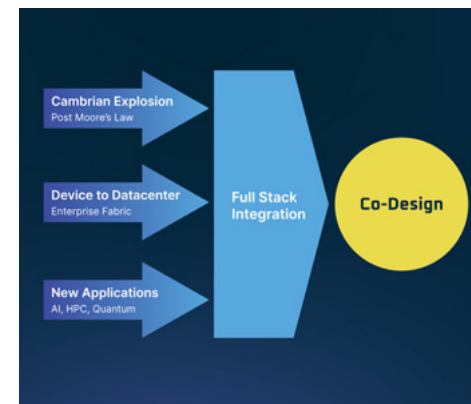 Cambrian Explosion
Post Moore's Law
Device to Datacenter
Enterprise Fabric
New Applications
AI, HPC, Quantum
Full Stack
Integration
Co-Design